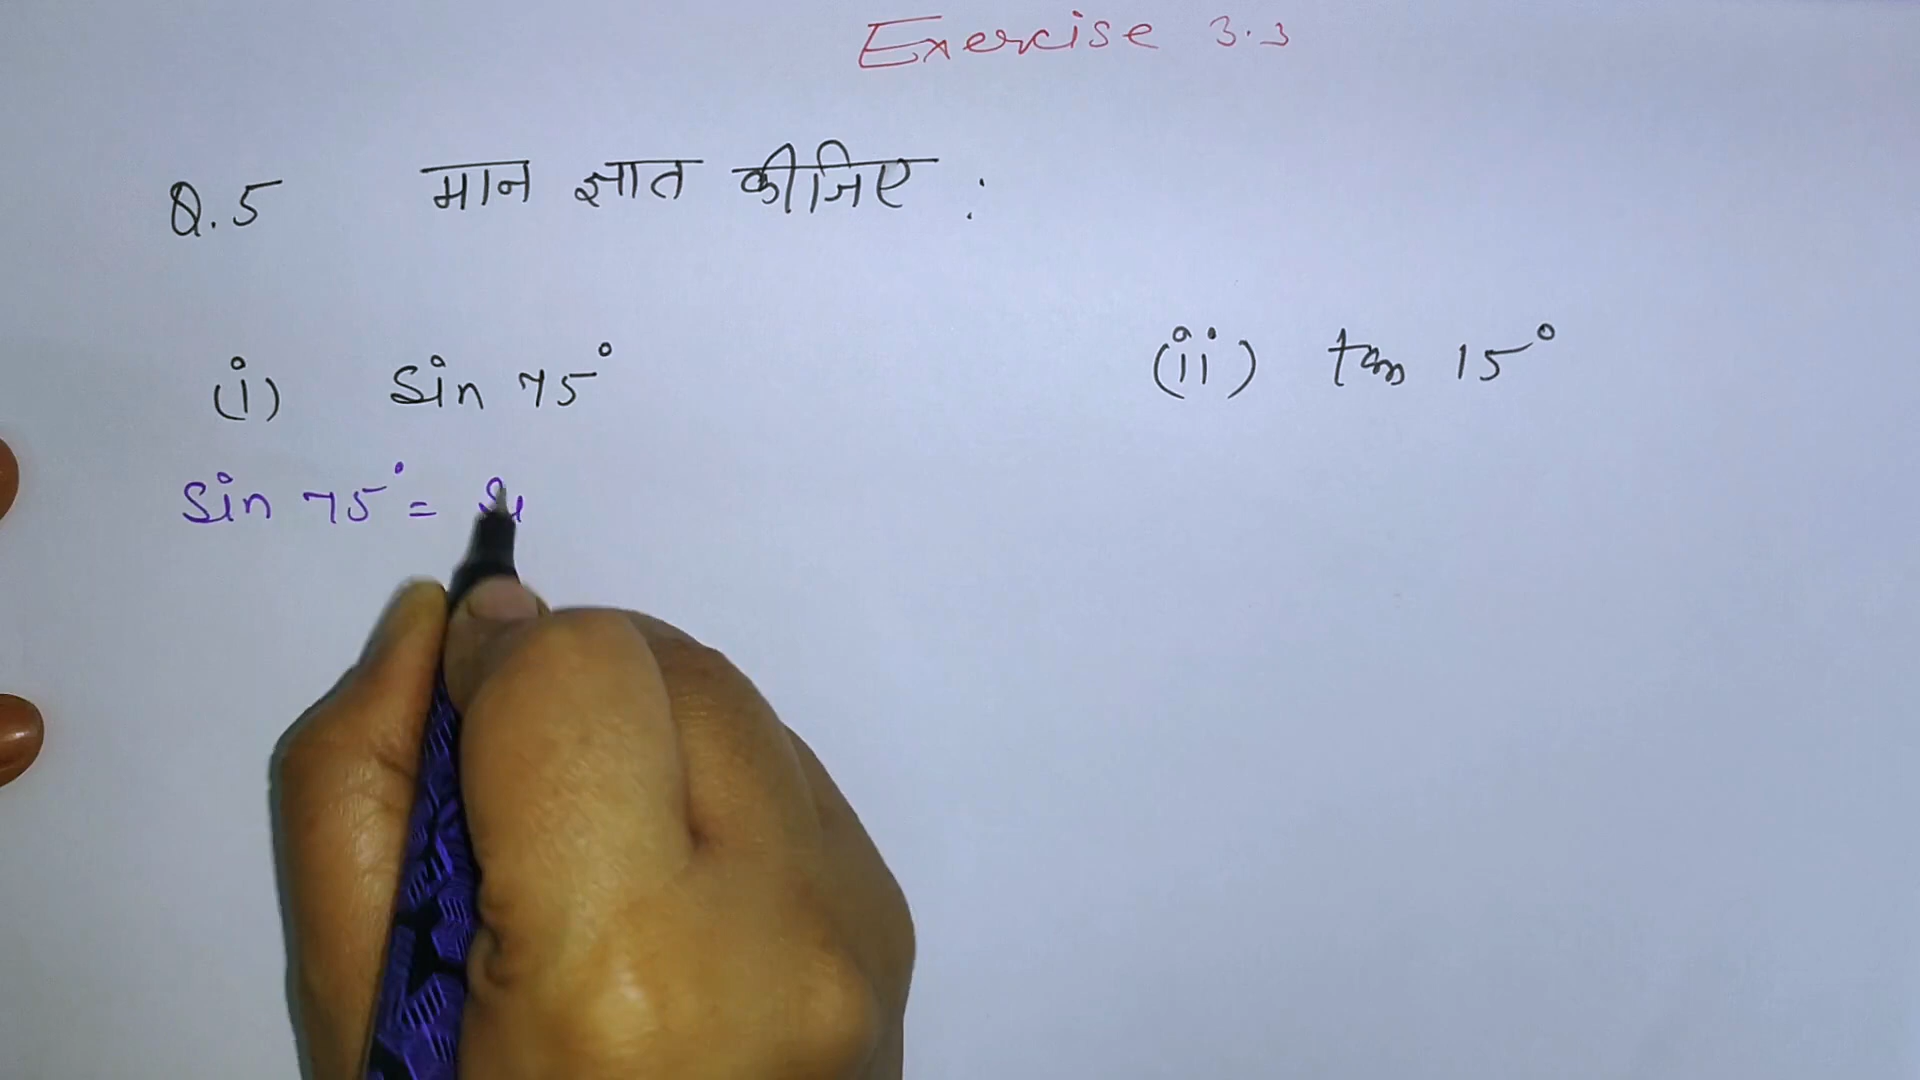 Exercise 3.3
Q.5 मान ज्ञात कीजिए :
(i) sin 75°
(ii) tan 15°
sin 75° =